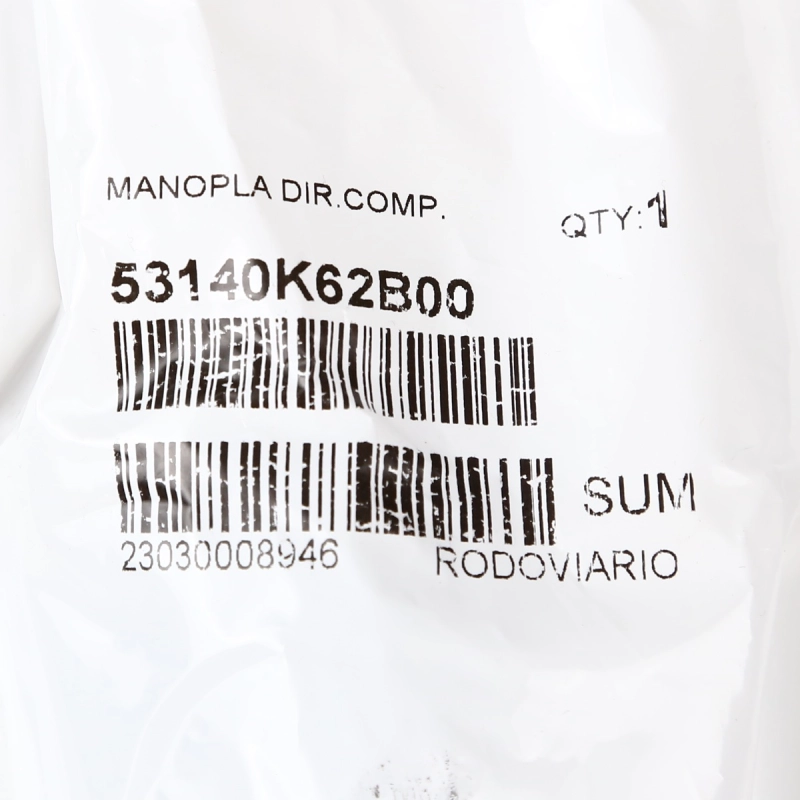 MANOPLA DIR.COMP.
QTY:1
53140K62B00
SUM
23030008946
RODOVIARIO